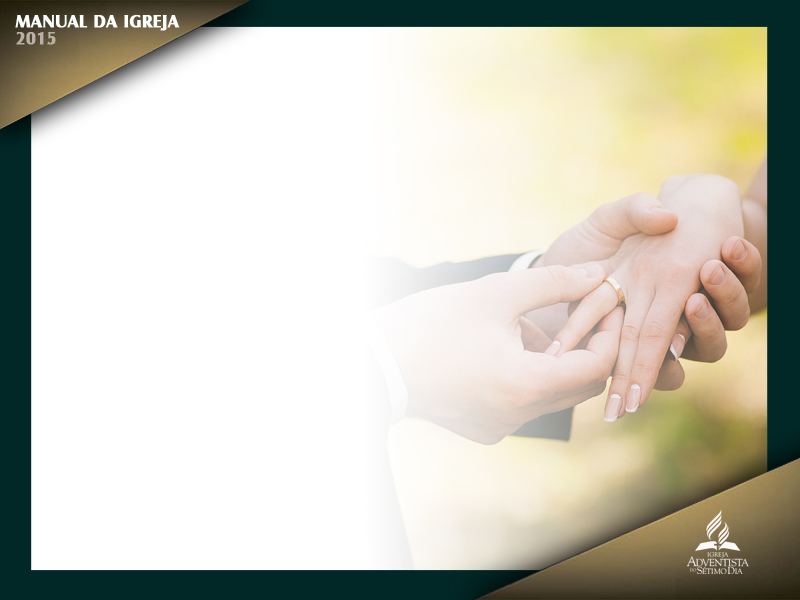 MANUAL DA IGREJA
2015
IGREJA
ADVENTISTA
DO SÉTIMO DIA